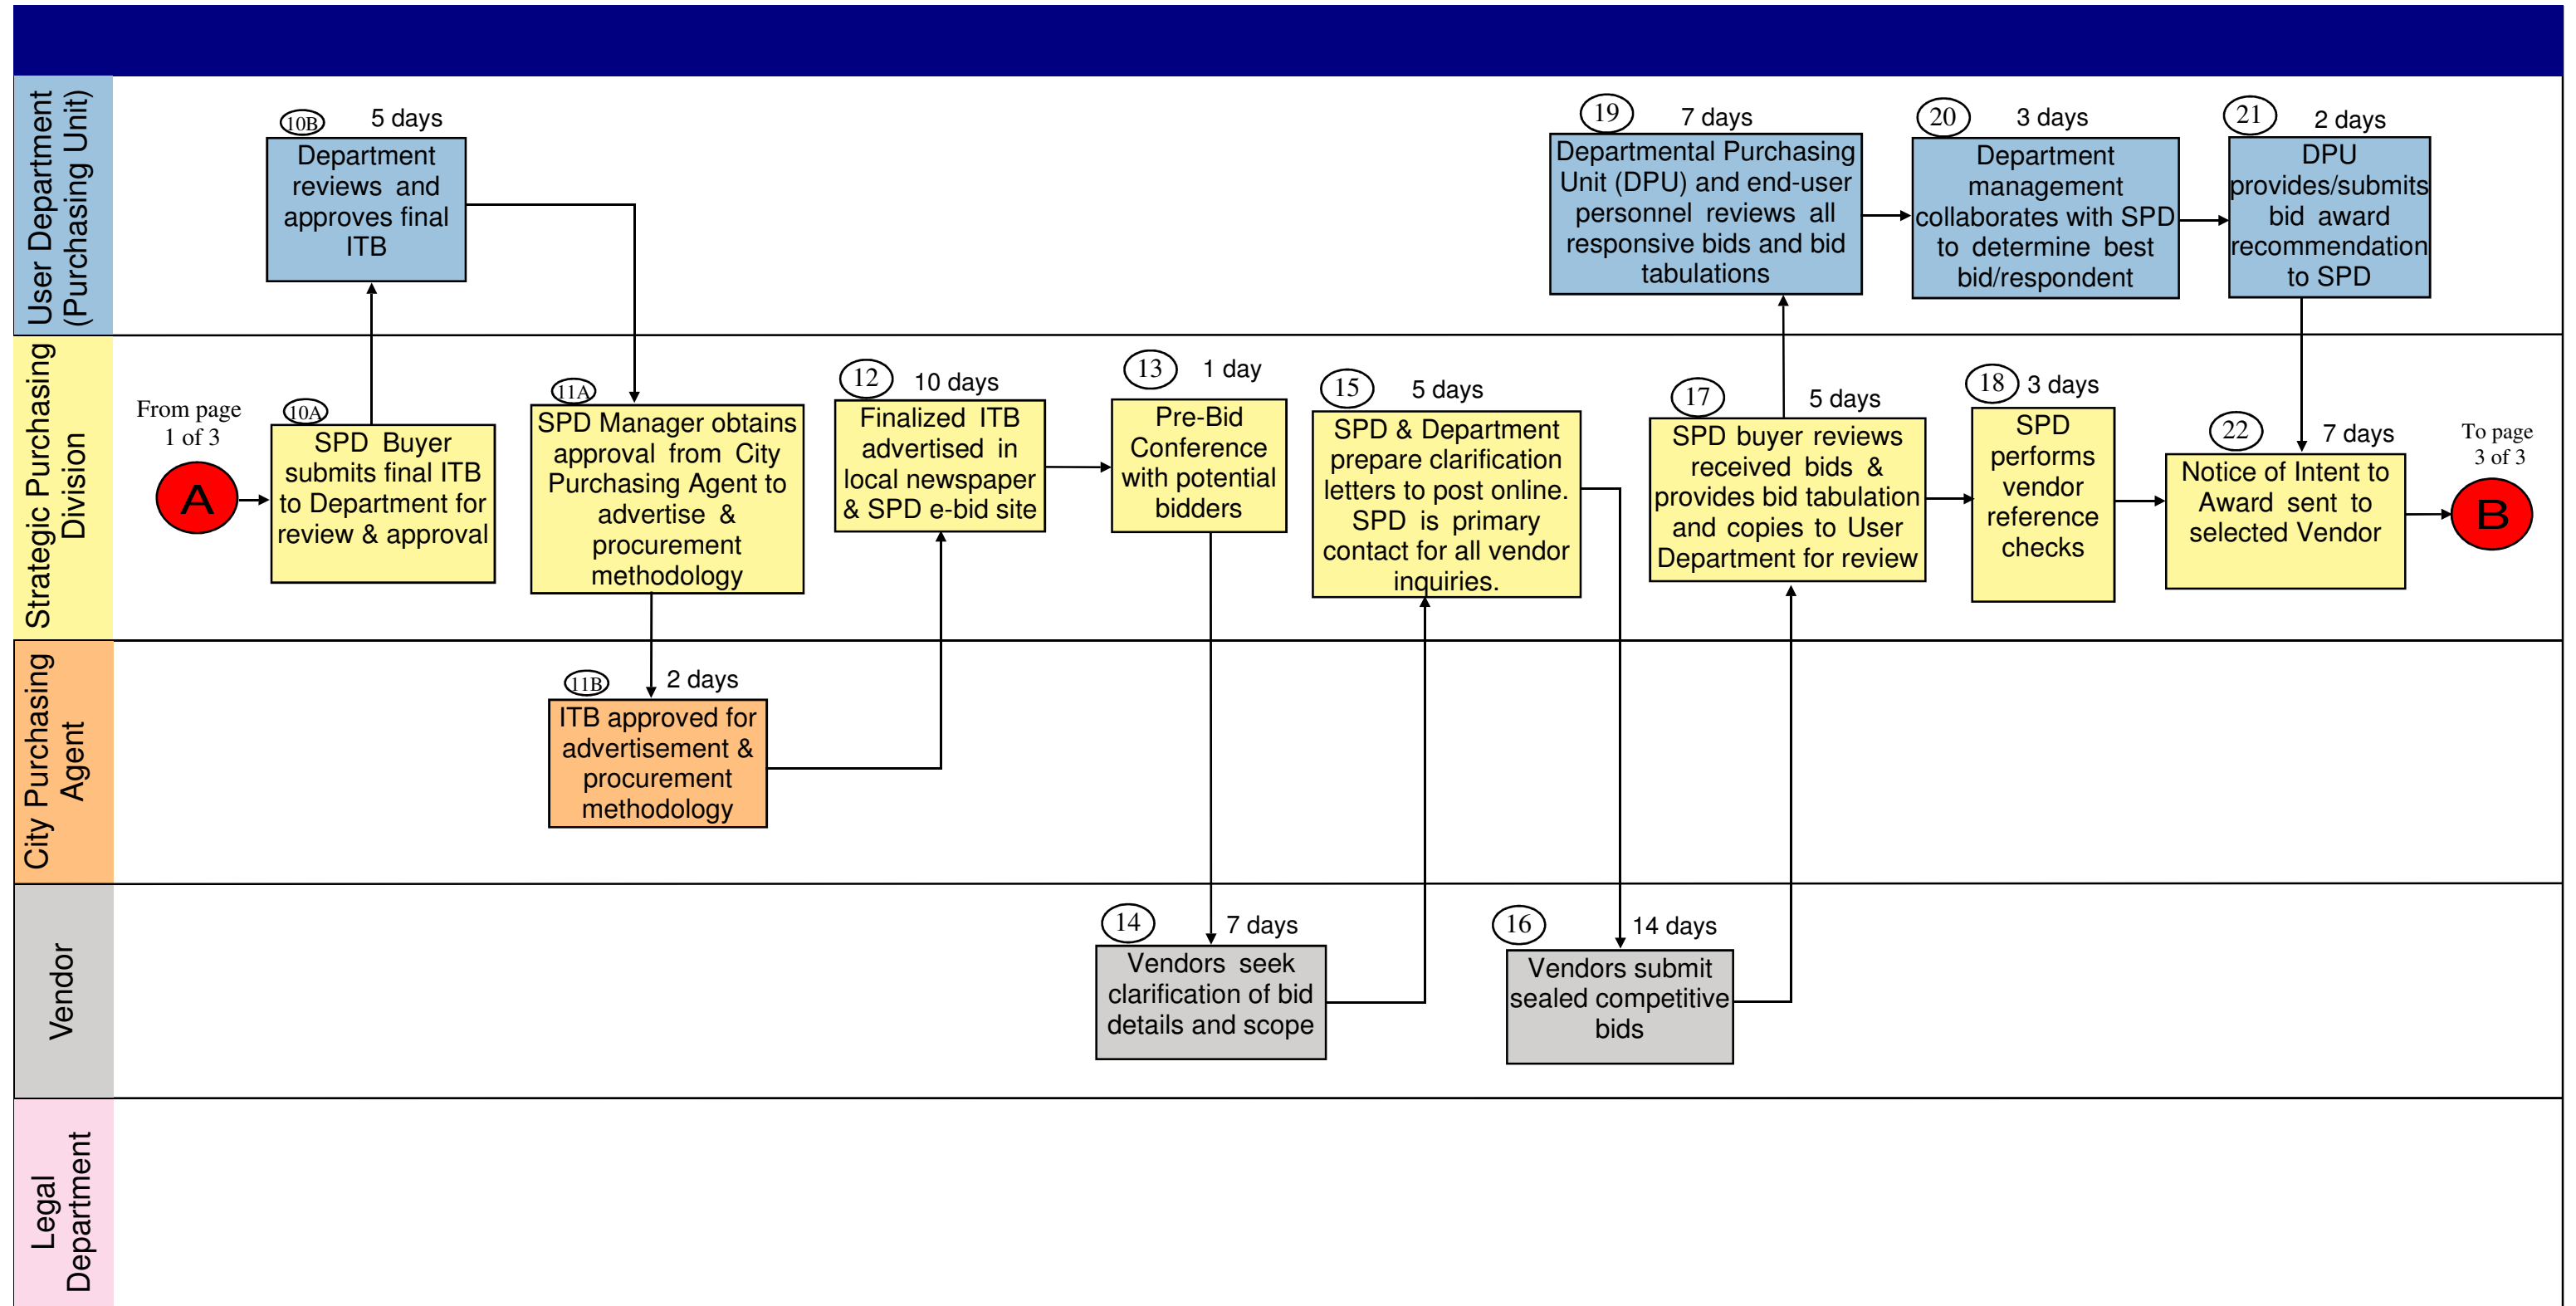 User Department
(Purchasing Unit)
10B
5 days
Department
reviews and
approves final
ITB
19
7 days
Departmental Purchasing
Unit (DPU) and end-user
personnel reviews all
responsive bids and bid
tabulations
20
3 days
Department
management
collaborates with SPD
to determine best
bid/respondent
21
2 days
DPU
provides/submits
bid award
recommendation
to SPD
Strategic Purchasing
Division
From page
1 of 3
A
10A
SPD Buyer
submits final ITB
to Department for
review & approval
11A
SPD Manager obtains
approval from City
Purchasing Agent to
advertise &
procurement
methodology
12
10 days
Finalized ITB
advertised in
local newspaper
& SPD e-bid site
13
1 day
Pre-Bid
Conference
with potential
bidders
15
5 days
SPD & Department
prepare clarification
letters to post online.
SPD is primary
contact for all vendor
inquiries.
17
5 days
SPD buyer reviews
received bids &
provides bid tabulation
and copies to User
Department for review
18
3 days
SPD
performs
vendor
reference
checks
22
7 days
Notice of Intent to
Award sent to
selected Vendor
To page
3 of 3
B
City Purchasing
Agent
11B
2 days
ITB approved for
advertisement &
procurement
methodology
Vendor
14
7 days
Vendors seek
clarification of bid
details and scope
16
14 days
Vendors submit
sealed competitive
bids
Legal
Department